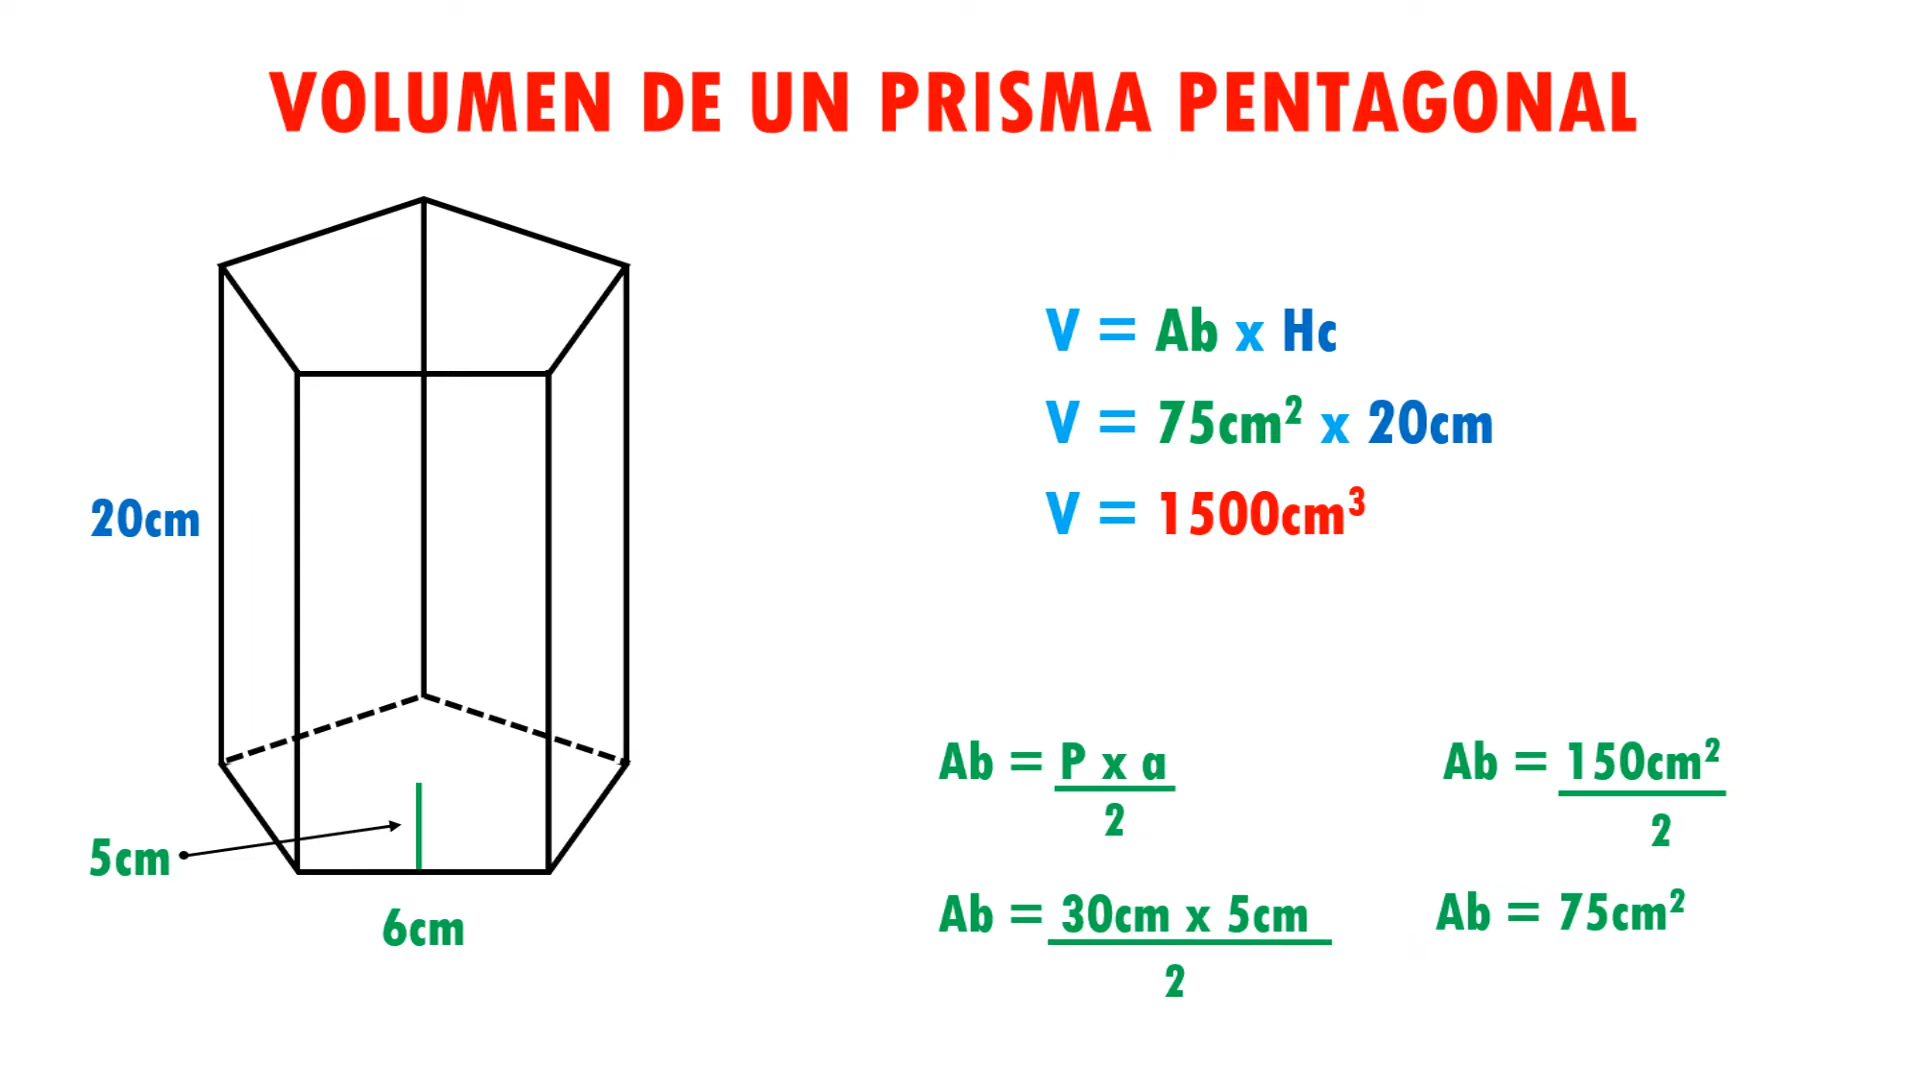 VOLUMEN DE UN PRISMA PENTAGONAL
V = Ab x Hc
V = 75cm² x 20cm
V = 1500cm³
20cm
5cm
6cm
Ab = P x a
2
Ab = 30cm x 5cm
2
Ab = 150cm²
2
Ab = 75cm²